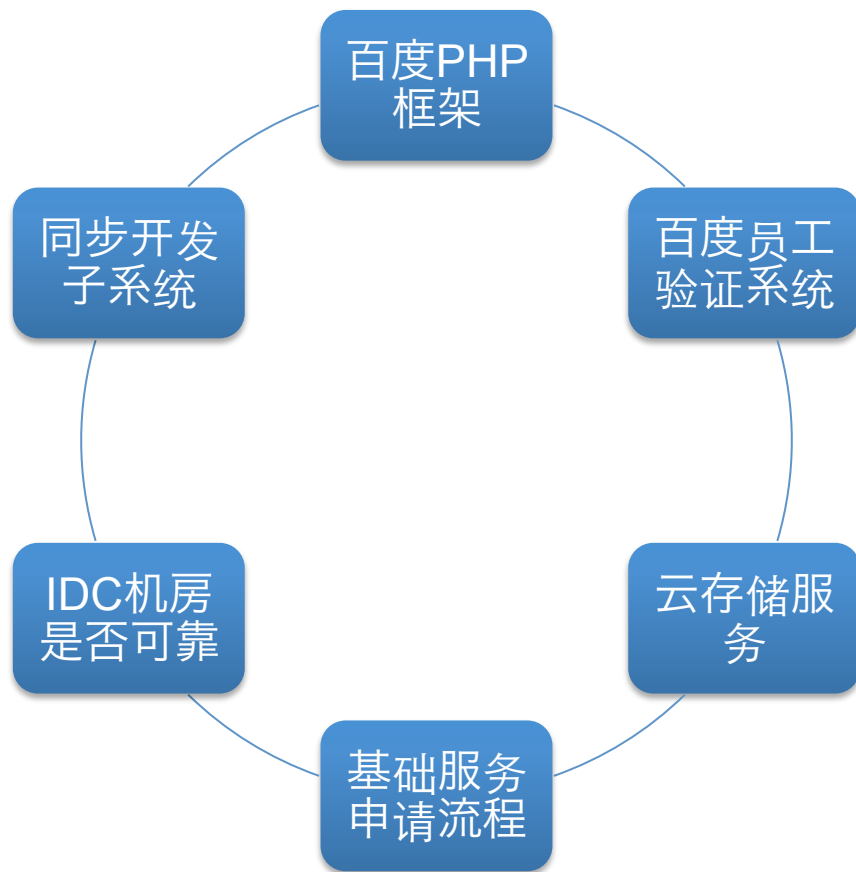 百度PHP
框架
同步开发
子系统
百度员工
验证系统
IDC机房
是否可靠
云存储服
务
基础服务
申请流程